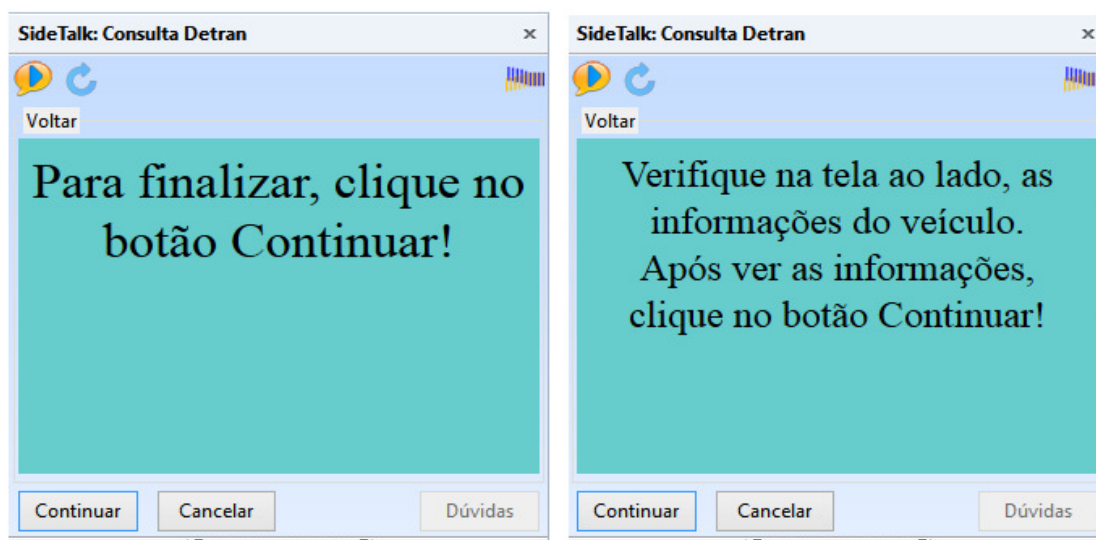 SideTalk: Consulta Detran
Voltar
Para finalizar, clique no
botão Continuar!
Continuar Cancelar Dúvidas
SideTalk: Consulta Detran
Voltar
Verifique na tela ao lado, as
informações do veículo.
Após ver as informações,
clique no botão Continuar!
Continuar Cancelar Dúvidas